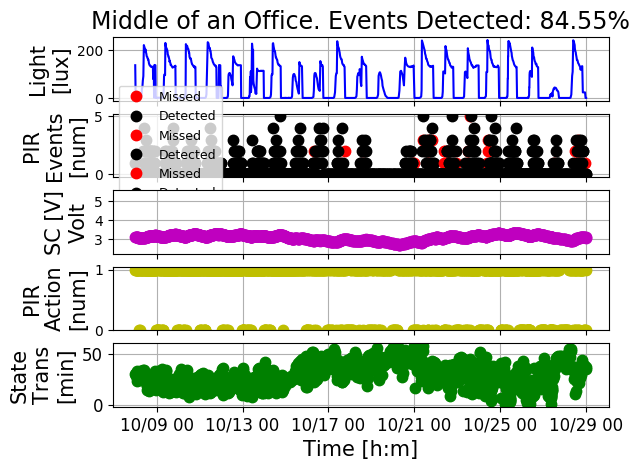 Middle of an Office. Events Detected: 84.55%
Light
[lux]
200
0
Missed
Detected
Missed
Detected
Missed
PIR
Events
[num]
5
0
SC [V]
Volt
5
4
3
PIR
Action
[num]
1
0
State
Trans
[min]
50
0
10/09 00 10/13 00 10/17 00 10/21 00 10/25 00 10/29 00
Time [h:m]